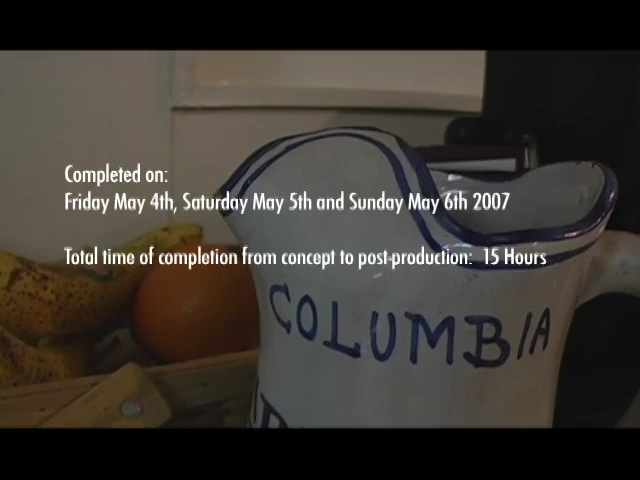 Completed on:
Friday May 4th, Saturday May 5th and Sunday May 6th 2007
Total time of completion from concept to post-production: 15 Hours
COLUMBIA